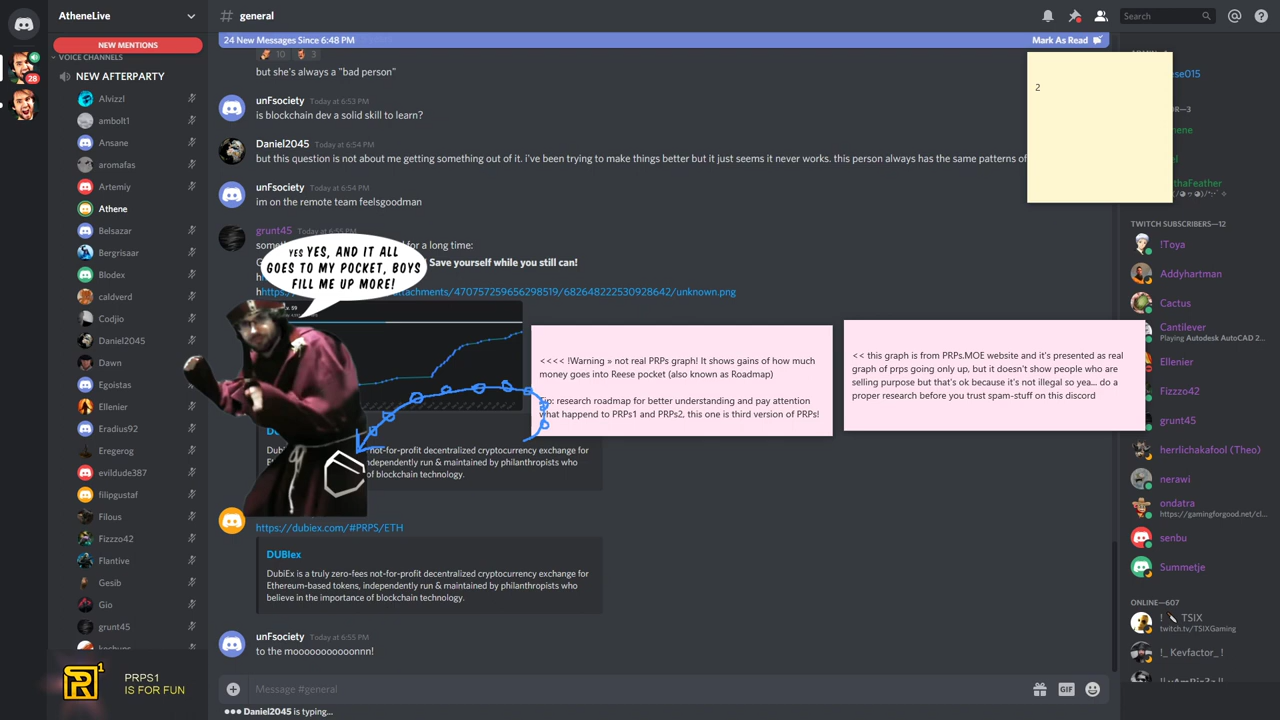 AtheneLive
NEW MENTIONS
VOICE CHANNELS
NEW AFTERPARTY
Alvizzl
ambolt1
Ansane
aromafas
Artemiy
Athene
Belsazar
Bergrisaar
Blodex
caldverd
Codjio
Daniel2045
Dawn
Egoistas
Ellenier
Eradius92
Eregrog
evildude387
filipgustaf
Filous
Fizzzo42
Flantive
Gesib
Gio
grunt45
28
PRPS1
IS FOR FUN
# general
Search
24 New Messages Since 6:48 PM
Mark As Read
10
3
but she's always a "bad person"
unFsociety Today at 6:53 PM
is blockchain dev a solid skill to learn?
Daniel2045 Today at 6:54 PM
but this question is not about me getting something out of it. i've been trying to make things better but it just seems it never works. this person always has the same patterns of
unFsociety Today at 6:54 PM
im on the remote team feelsgoodman
grunt45 Today at 6:55 PM
for a long time:
Save yourself while you still can!
attachments/470757259656298519/682648222530928642/unknown.png
YES YES, AND IT ALL
GOES TO MY POCKET, BOYS
FILL ME UP MORE!
<<<< !Warning » not real PRPs graph! It shows gains of how much
money goes into Reese pocket (also known as Roadmap)
Tip: research roadmap for better understanding and pay attention
what happend to PRPs1 and PRPs2, this one is third version of PRPs!
<< this graph is from PRPs.MOE website and it's presented as real
graph of prps going only up, but it doesn't show people who are
selling purpose but that's ok because it's not illegal so yea... do a
proper research before you trust spam-stuff on this discord
not-for-profit decentralized cryptocurrency exchange for
independently run & maintained by philanthropists who
of blockchain technology.
https://dubiex.com/#PRPS/ETH
DUBIex
DubiEx is a truly zero-fees not-for-profit decentralized cryptocurrency exchange for
Ethereum-based tokens, independently run & maintained by philanthropists who
believe in the importance of blockchain technology.
unFsociety Today at 6:55 PM
to the moooooooooonnn!
Message #general
GIF
Daniel2045 is typing...
2
TWITCH SUBSCRIBERS—12
!Toya
Addyhartman
Cactus
Cantilever
Playing Autodesk AutoCAD 2...
Ellenier
Fizzzo42
grunt45
herrlichakafool (Theo)
nerawi
ondatra
https://gamingforgood.net/cl...
senbu
Summetje
ONLINE—607
TSIX
twitch.tv/TSIXGaming
!_ Kevfactor_ !